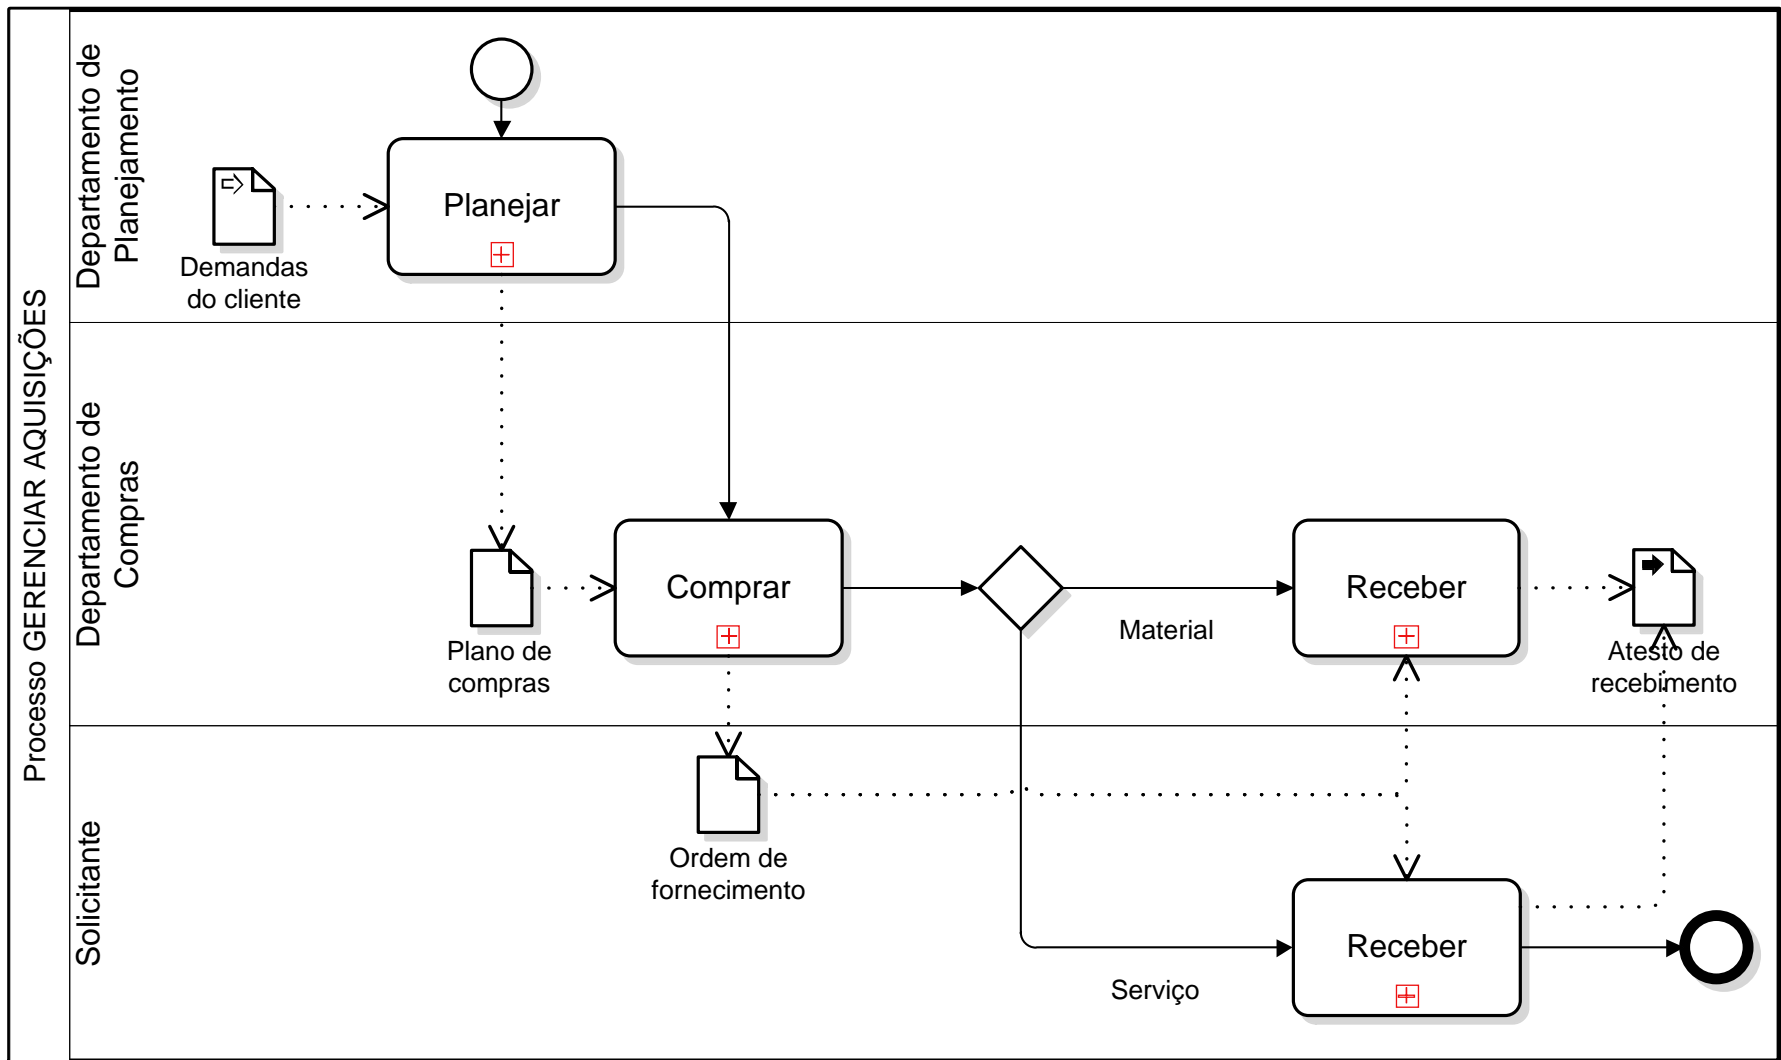 Processo GERENCIAR AQUISIÇÕES
Departamento de
Planejamento
Planejar
Demandas
do cliente
Departamento de
Compras
Comprar
Receber
Material
Plano de
compras
Atesto de
recebimento
Solicitante
Ordem de
fornecimento
Receber
Serviço